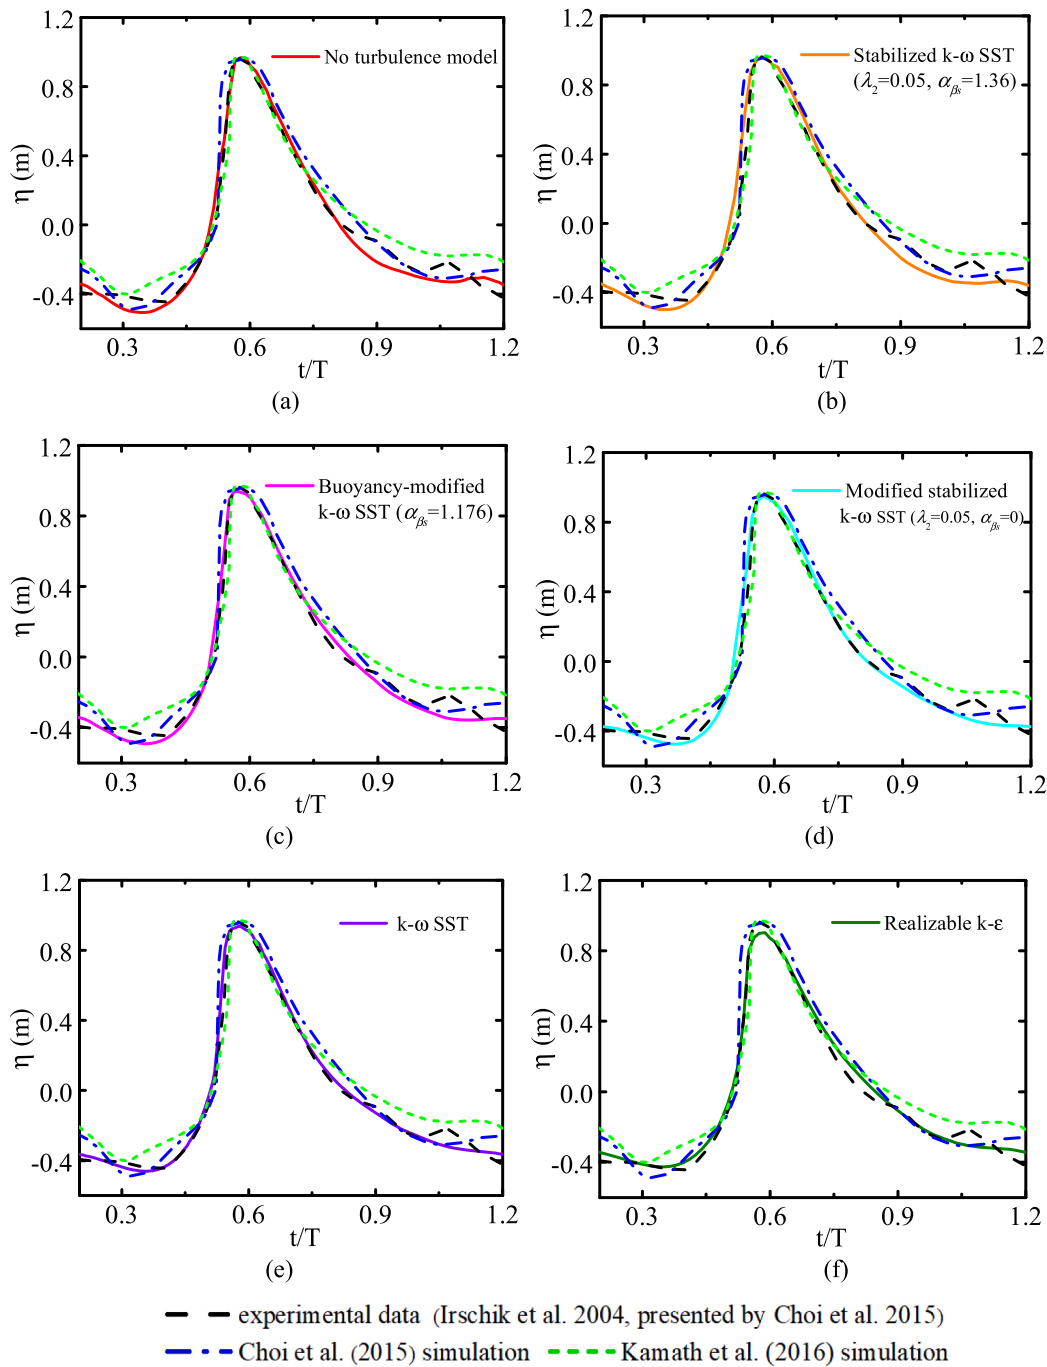 1.2
0.8
0.4
0.0
-0.4
η (m)
0.3
0.6
0.9
1.2
t/T
No turbulence model
(a)
1.2
0.8
0.4
0.0
-0.4
η (m)
0.3
0.6
0.9
1.2
t/T
Stabilized k-ω SST
(λ₂=0.05, α_βs=1.36)
(b)
1.2
0.8
0.4
0.0
-0.4
η (m)
0.3
0.6
0.9
1.2
t/T
Buoyancy-modified
k-ω SST (α_βs=1.176)
(c)
1.2
0.8
0.4
0.0
-0.4
η (m)
0.3
0.6
0.9
1.2
t/T
Modified stabilized
k-ω SST (λ₂=0.05, α_βs=0)
(d)
1.2
0.8
0.4
0.0
-0.4
η (m)
0.3
0.6
0.9
1.2
t/T
k-ω SST
(e)
1.2
0.8
0.4
0.0
-0.4
η (m)
0.3
0.6
0.9
1.2
t/T
Realizable k-ε
(f)
experimental data (Irschik et al. 2004, presented by Choi et al. 2015)
Choi et al. (2015) simulation Kamath et al. (2016) simulation